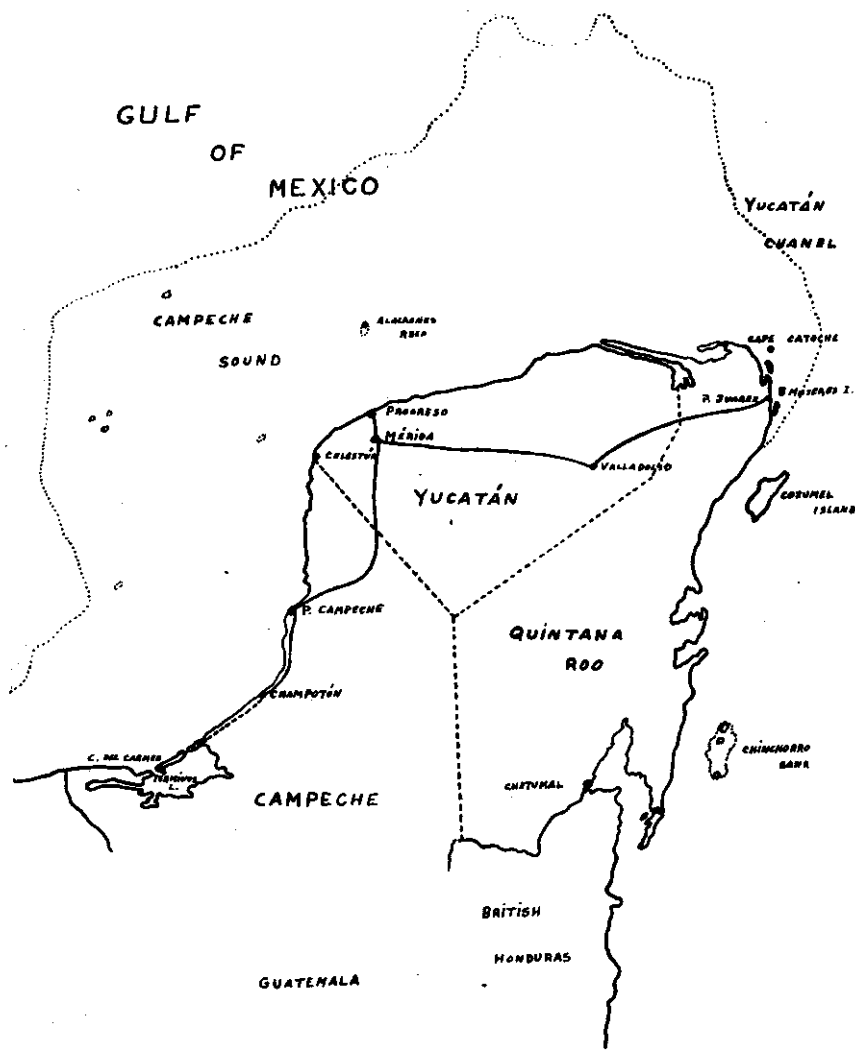 GULF
OF
MEXICO
YUCATÁN
CHANEL
CAMPECHE
SOUND
ALACRANES
REEF
CAPE CATOCHE
P. JUAREZ
MUJERES I.
PROGRESO
MÉRIDA
CELESTÚN
VALLADOLID
YUCATÁN
COZUMEL
ISLAND
P. CAMPECHE
QUINTANA
ROO
CHAMPOTÓN
C. DEL CARMEN
TERMINOS
L.
CHINCHORRO
BANK
CAMPECHE
CHETUMAL
BRITISH
HONDURAS
GUATEMALA